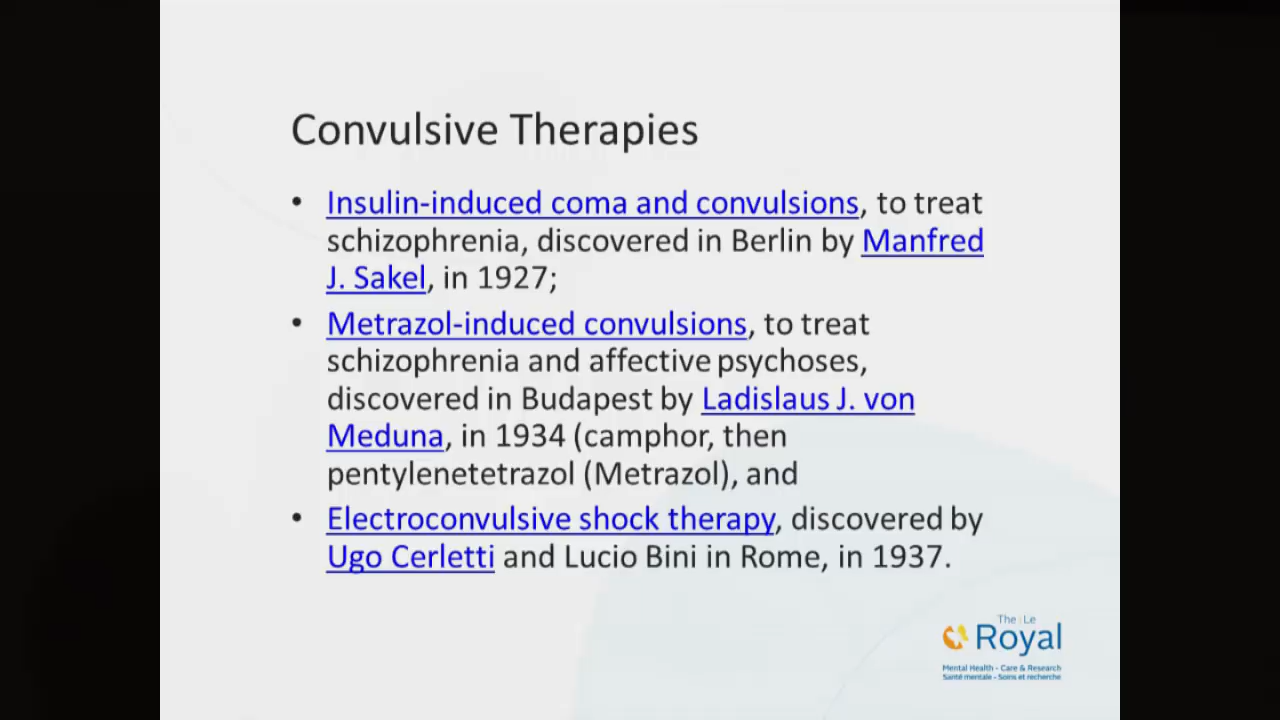 Convulsive Therapies
• Insulin-induced coma and convulsions, to treat
schizophrenia, discovered in Berlin by Manfred
J. Sakel, in 1927;
• Metrazol-induced convulsions, to treat
schizophrenia and affective psychoses,
discovered in Budapest by Ladislaus J. von
Meduna, in 1934 (camphor, then
pentylenetetrazol (Metrazol), and
• Electroconvulsive shock therapy, discovered by
Ugo Cerletti and Lucio Bini in Rome, in 1937.
The Le
Royal
Mental Health - Care & Research
Santé mentale - Soins et recherche